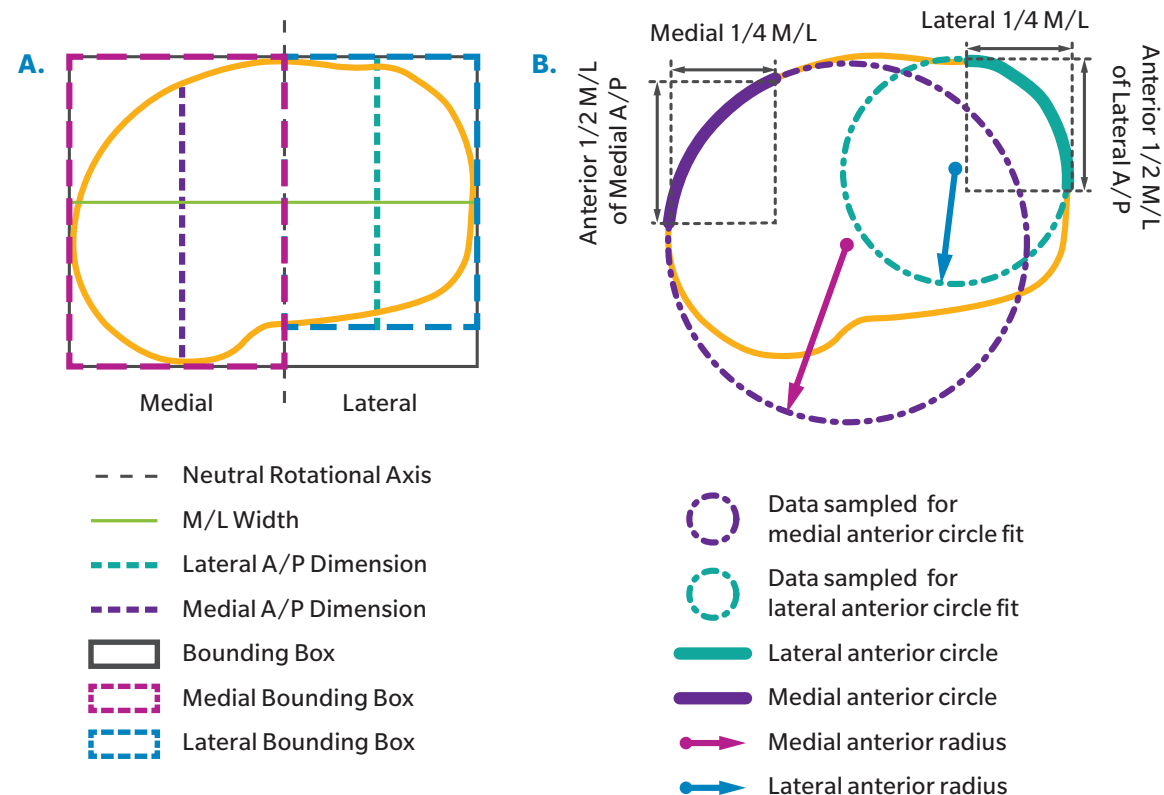 A.
Medial
Lateral
Neutral Rotational Axis
M/L Width
Lateral A/P Dimension
Medial A/P Dimension
Bounding Box
Medial Bounding Box
Lateral Bounding Box
B.
Medial 1/4 M/L
Lateral 1/4 M/L
Anterior 1/2 M/L
of Medial A/P
Anterior 1/2 M/L
of Lateral A/P
Data sampled for
medial anterior circle fit
Data sampled for
lateral anterior circle fit
Lateral anterior circle
Medial anterior circle
Medial anterior radius
Lateral anterior radius